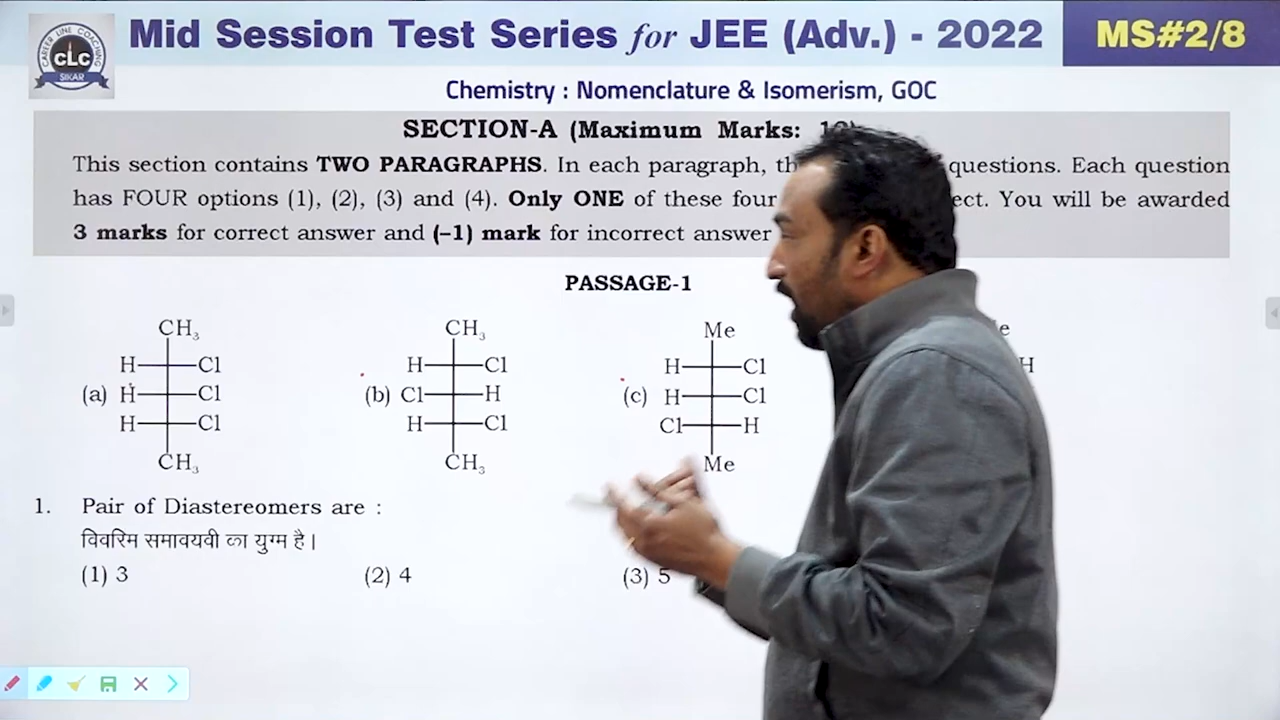 CAREER LINE COACHING
CLC
SIKAR
Mid Session Test Series for JEE (Adv.) - 2022
MS#2/8
Chemistry : Nomenclature & Isomerism, GOC
SECTION-A (Maximum Marks:
This section contains TWO PARAGRAPHS. In each paragraph, questions. Each question
has FOUR options (1), (2), (3) and (4). Only ONE of these four You will be awarded
3 marks for correct answer and (–1) mark for incorrect answer
PASSAGE-1
CH₃ CH₃ Me
H Cl H Cl H Cl H
(a) H Cl (b) Cl H (c) H Cl
H Cl H Cl Cl H
CH₃ CH₃ Me
1. Pair of Diastereomers are :
विवरिम समावयवी का युग्म है।
(1) 3 (2) 4 (3) 5